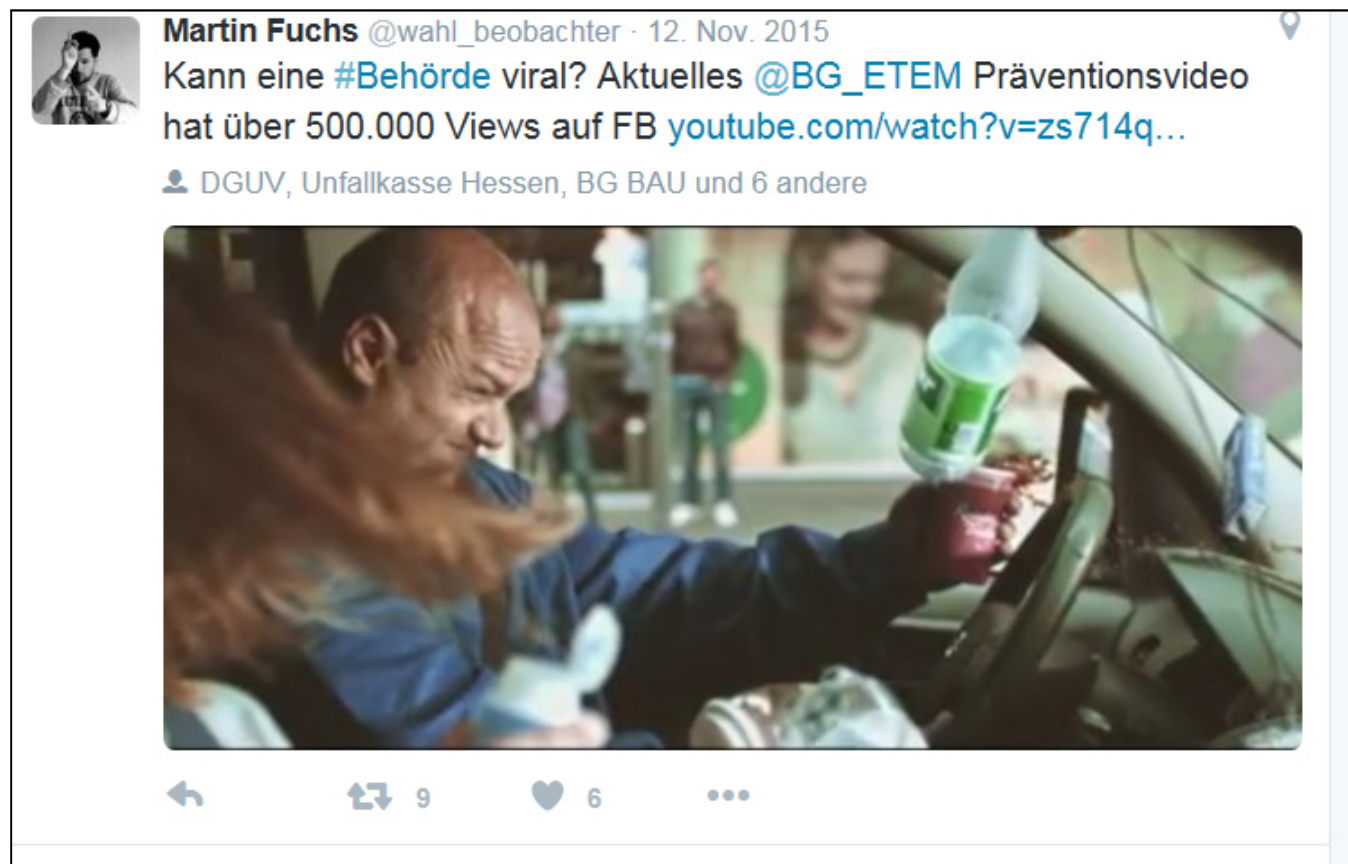 Martin Fuchs @wahl_beobachter · 12. Nov. 2015
Kann eine #Behörde viral? Aktuelles @BG_ETEM Präventionsvideo
hat über 500.000 Views auf FB youtube.com/watch?v=zs714q...
DGUV, Unfallkasse Hessen, BG BAU und 6 andere
9 6